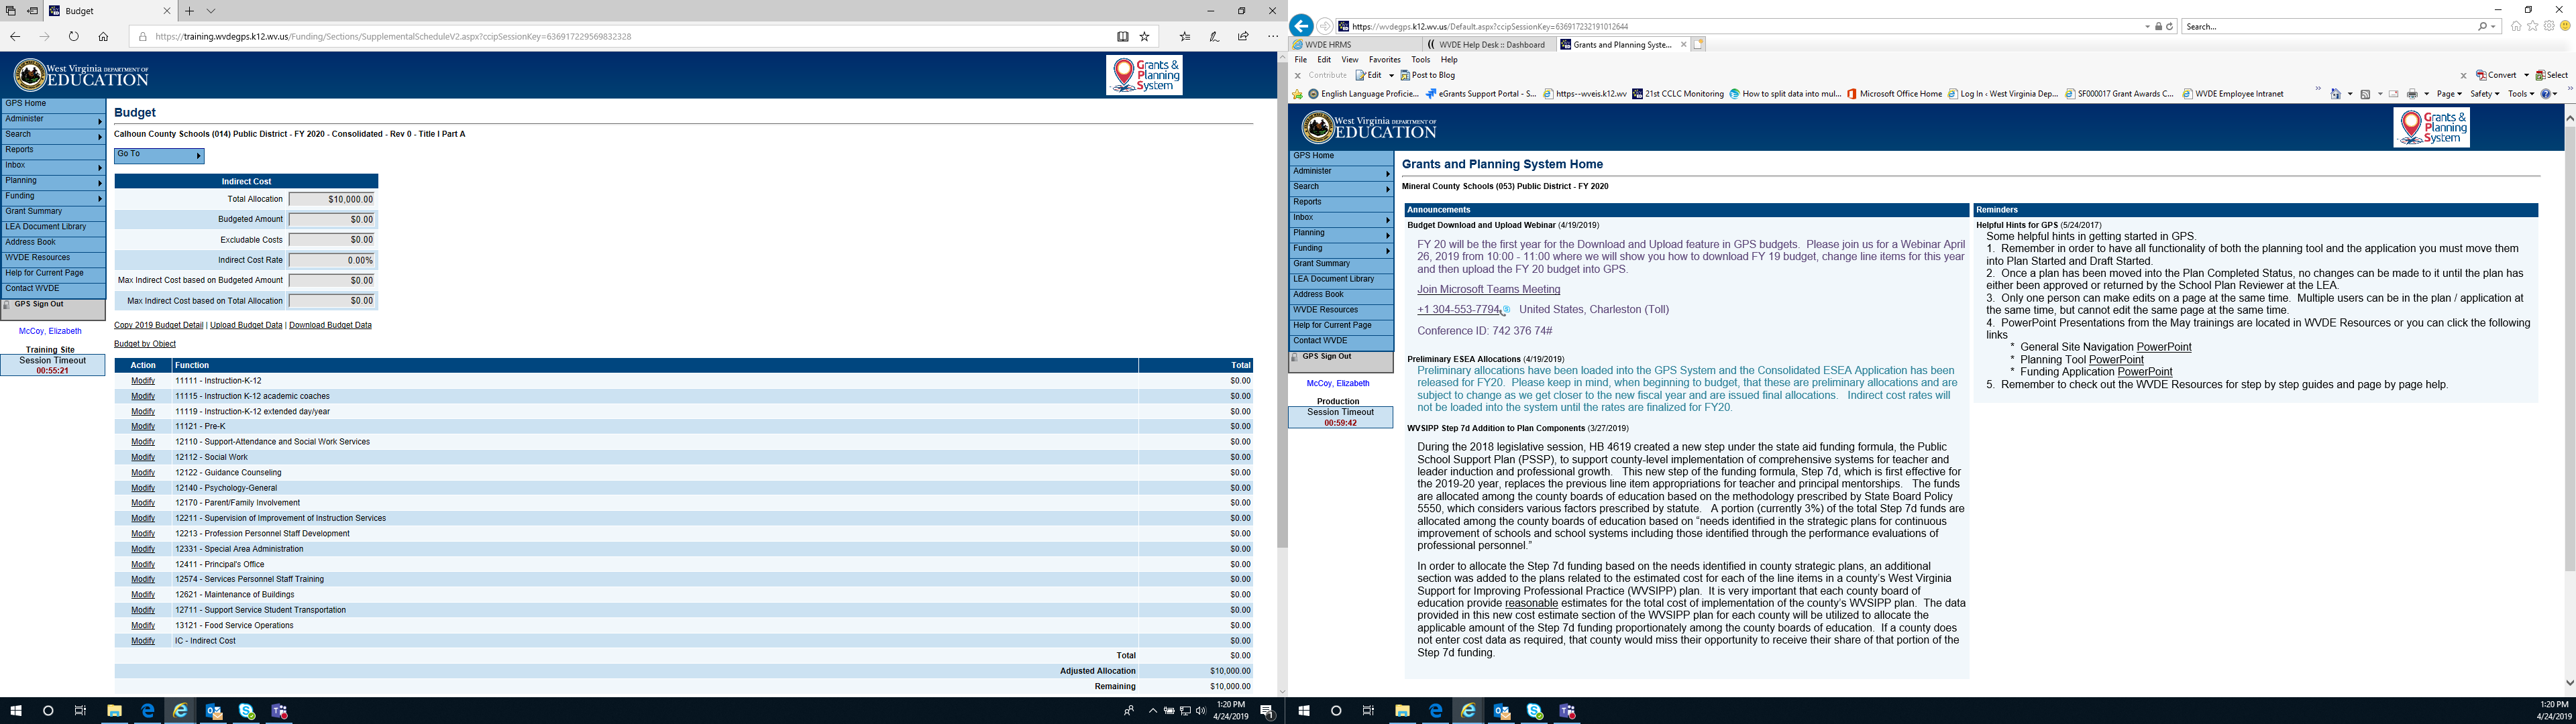 Budget
https://training.wvdegps.k12.wv.us/Funding/Sections/SupplementalScheduleV2.aspx?ccipSessionKey=636917229569832328
West Virginia DEPARTMENT OF
EDUCATION
Grants &
Planning
System
GPS Home
Administer
Search
Reports
Inbox
Planning
Funding
Grant Summary
LEA Document Library
Address Book
WVDE Resources
Help for Current Page
Contact WVDE
GPS Sign Out
McCoy, Elizabeth
Training Site
Session Timeout
00:55:21
Budget
Calhoun County Schools (014) Public District - FY 2020 - Consolidated - Rev 0 - Title I Part A
Go To
Indirect Cost
Total Allocation $10,000.00
Budgeted Amount $0.00
Excludable Costs $0.00
Indirect Cost Rate 0.00%
Max Indirect Cost based on Budgeted Amount $0.00
Max Indirect Cost based on Total Allocation $0.00
Copy 2019 Budget Detail | Upload Budget Data | Download Budget Data
Budget by Object
Action Function Total
Modify 11111 - Instruction-K-12 $0.00
Modify 11115 - Instruction K-12 academic coaches $0.00
Modify 11119 - Instruction-K-12 extended day/year $0.00
Modify 11121 - Pre-K $0.00
Modify 12110 - Support-Attendance and Social Work Services $0.00
Modify 12112 - Social Work $0.00
Modify 12122 - Guidance Counseling $0.00
Modify 12140 - Psychology-General $0.00
Modify 12170 - Parent/Family Involvement $0.00
Modify 12211 - Supervision of Improvement of Instruction Services $0.00
Modify 12213 - Profession Personnel Staff Development $0.00
Modify 12331 - Special Area Administration $0.00
Modify 12411 - Principal's Office $0.00
Modify 12574 - Services Personnel Staff Training $0.00
Modify 12621 - Maintenance of Buildings $0.00
Modify 12711 - Support Service Student Transportation $0.00
Modify 13121 - Food Service Operations $0.00
Modify IC - Indirect Cost $0.00
Total $0.00
Adjusted Allocation $10,000.00
Remaining $10,000.00
1:20 PM
4/24/2019
https://wvdegps.k12.wv.us/Default.aspx?ccipSessionKey=636917232191012644
Search...
WVDE HRMS
WVDE Help Desk :: Dashboard
Grants and Planning Syste...
File Edit View Favorites Tools Help
x Contribute Edit Post to Blog
x Convert Select
English Language Proficie... eGrants Support Portal - S... https--wveis.k12.wv 21st CCLC Monitoring How to split data into mul... Microsoft Office Home Log In ‹ West Virginia Dep... SF000017 Grant Awards C... WVDE Employee Intranet
Page Safety Tools
West Virginia DEPARTMENT OF
EDUCATION
Grants &
Planning
System
GPS Home
Administer
Search
Reports
Inbox
Planning
Funding
Grant Summary
LEA Document Library
Address Book
WVDE Resources
Help for Current Page
Contact WVDE
GPS Sign Out
McCoy, Elizabeth
Production
Session Timeout
00:59:42
Grants and Planning System Home
Mineral County Schools (053) Public District - FY 2020
Announcements
Budget Download and Upload Webinar (4/19/2019)
FY 20 will be the first year for the Download and Upload feature in GPS budgets. Please join us for a Webinar April
26, 2019 from 10:00 - 11:00 where we will show you how to download FY 19 budget, change line items for this year
and then upload the FY 20 budget into GPS.
Join Microsoft Teams Meeting
+1 304-553-7794 United States, Charleston (Toll)
Conference ID: 742 376 74#
Preliminary ESEA Allocations (4/19/2019)
Preliminary allocations have been loaded into the GPS System and the Consolidated ESEA Application has been
released for FY20. Please keep in mind, when beginning to budget, that these are preliminary allocations and are
subject to change as we get closer to the new fiscal year and are issued final allocations. Indirect cost rates will
not be loaded into the system until the rates are finalized for FY20.
WVSIPP Step 7d Addition to Plan Components (3/27/2019)
During the 2018 legislative session, HB 4619 created a new step under the state aid funding formula, the Public
School Support Plan (PSSP), to support county-level implementation of comprehensive systems for teacher and
leader induction and professional growth. This new step of the funding formula, Step 7d, which is first effective for
the 2019-20 year, replaces the previous line item appropriations for teacher and principal mentorships. The funds
are allocated among the county boards of education based on the methodology prescribed by State Board Policy
5550, which considers various factors prescribed by statute. A portion (currently 3%) of the total Step 7d funds are
allocated among the county boards of education based on "needs identified in the strategic plans for continuous
improvement of schools and school systems including those identified through the performance evaluations of
professional personnel."
In order to allocate the Step 7d funding based on the needs identified in county strategic plans, an additional
section was added to the plans related to the estimated cost for each of the line items in a county's West Virginia
Support for Improving Professional Practice (WVSIPP) plan. It is very important that each county board of
education provide reasonable estimates for the total cost of implementation of the county's WVSIPP plan. The data
provided in this new cost estimate section of the WVSIPP plan for each county will be utilized to allocate the
applicable amount of the Step 7d funding proportionately among the county boards of education. If a county does
not enter cost data as required, that county would miss their opportunity to receive their share of that portion of the
Step 7d funding.
Reminders
Helpful Hints for GPS (5/24/2017)
Some helpful hints in getting started in GPS.
1. Remember in order to have all functionality of both the planning tool and the application you must move them
into Plan Started and Draft Started.
2. Once a plan has been moved into the Plan Completed Status, no changes can be made to it until the plan has
either been approved or returned by the School Plan Reviewer at the LEA.
3. Only one person can make edits on a page at the same time. Multiple users can be in the plan / application at
the same time, but cannot edit the same page at the same time.
4. PowerPoint Presentations from the May trainings are located in WVDE Resources or you can click the following
links
* General Site Navigation PowerPoint
* Planning Tool PowerPoint
* Funding Application PowerPoint
5. Remember to check out the WVDE Resources for step by step guides and page by page help.
1:20 PM
4/24/2019